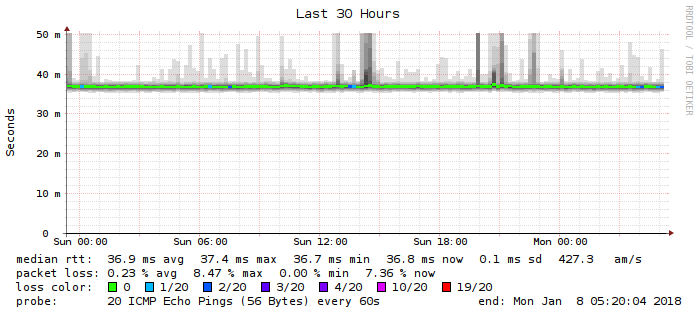 Last 30 Hours
RRDTOOL / TOBI OETIKER
Seconds
50 m
40 m
30 m
20 m
10 m
0
Sun 00:00 Sun 06:00 Sun 12:00 Sun 18:00 Mon 00:00
median rtt: 36.9 ms avg 37.4 ms max 36.7 ms min 36.8 ms now 0.1 ms sd 427.3 am/s
packet loss: 0.23 % avg 8.47 % max 0.00 % min 7.36 % now
loss color: 0 1/20 2/20 3/20 4/20 10/20 19/20
probe: 20 ICMP Echo Pings (56 Bytes) every 60s end: Mon Jan 8 05:20:04 2018